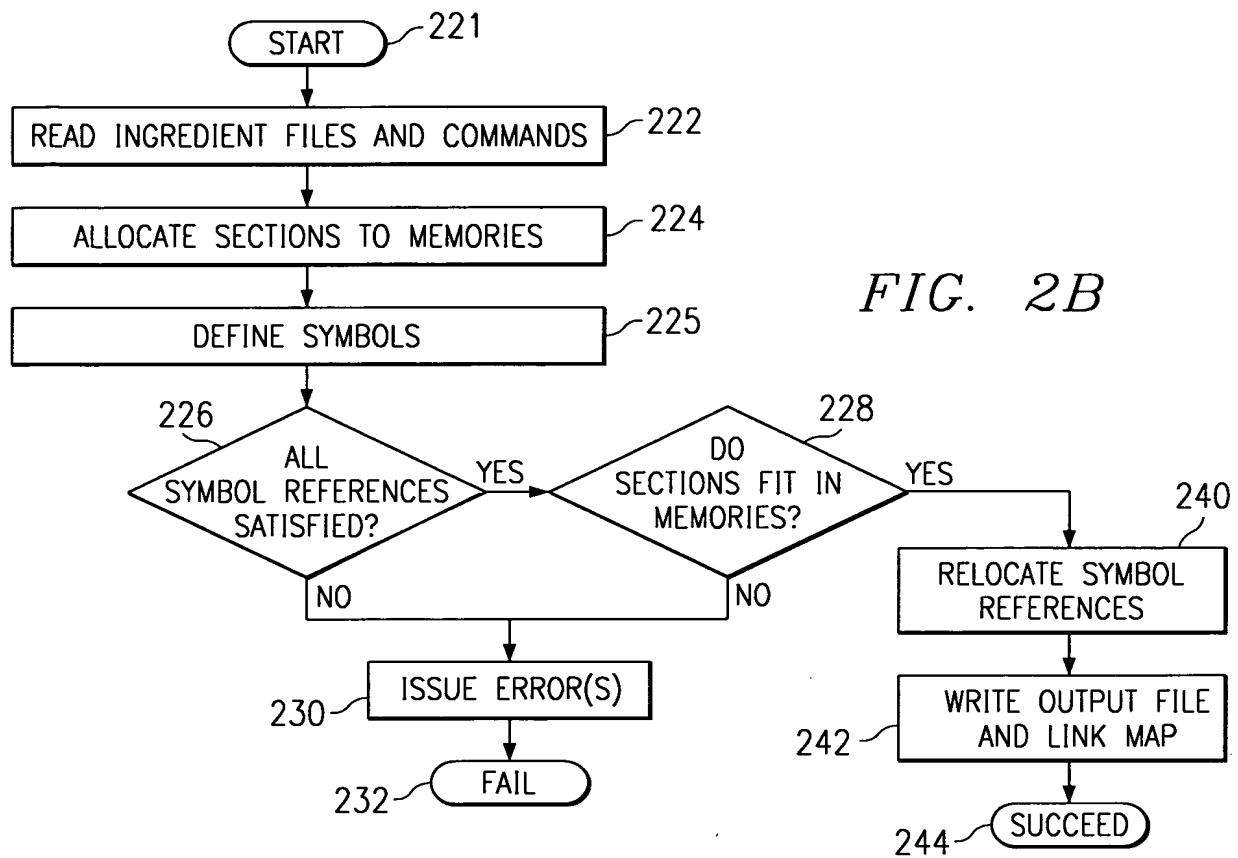 START
221
READ INGREDIENT FILES AND COMMANDS
222
ALLOCATE SECTIONS TO MEMORIES
224
DEFINE SYMBOLS
225
FIG. 2B
226
ALL
SYMBOL REFERENCES
SATISFIED?
YES
NO
228
DO
SECTIONS FIT IN
MEMORIES?
YES
NO
240
RELOCATE SYMBOL
REFERENCES
ISSUE ERROR(S)
230
WRITE OUTPUT FILE
AND LINK MAP
242
FAIL
232
SUCCEED
244